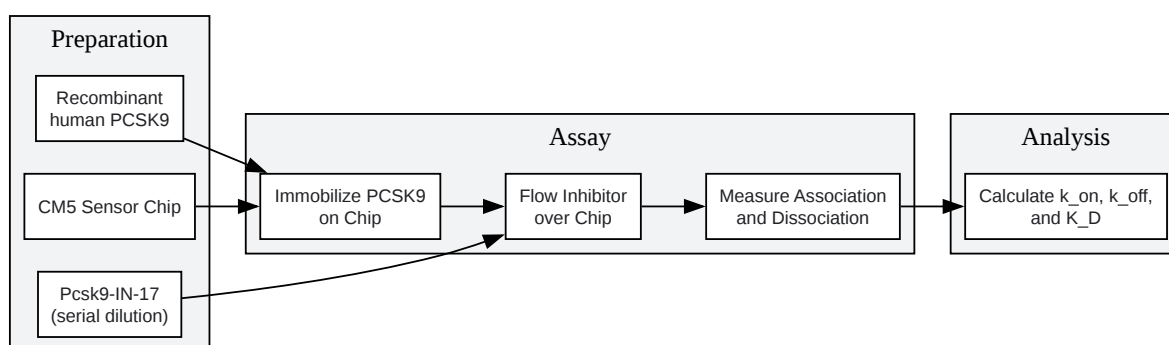 Preparation
Recombinant
human PCSK9
CM5 Sensor Chip
Pcsk9-IN-17
(serial dilution)
Assay
Immobilize PCSK9
on Chip
Flow Inhibitor
over Chip
Measure Association
and Dissociation
Analysis
Calculate k_on, k_off,
and K_D